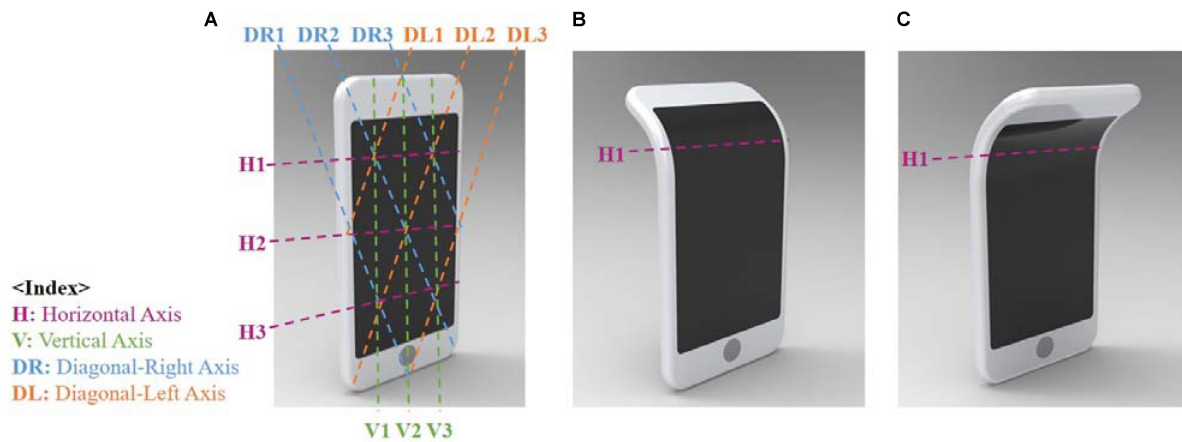 A
B
C
DR1 DR2 DR3 DL1 DL2 DL3
H1
H2
H3
V1 V2 V3
<Index>
H: Horizontal Axis
V: Vertical Axis
DR: Diagonal-Right Axis
DL: Diagonal-Left Axis
H1
H1